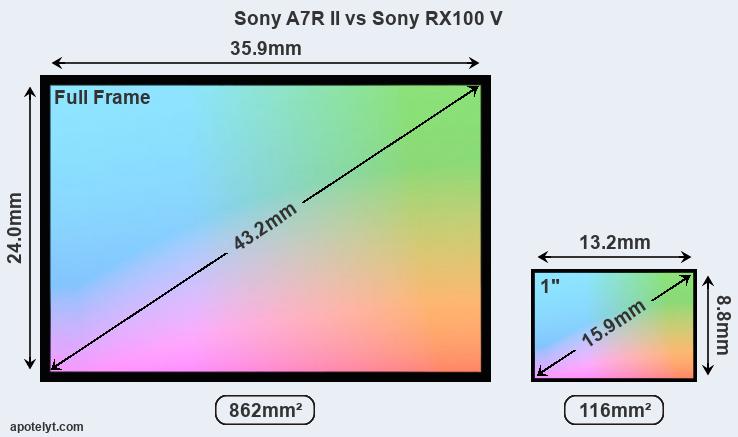 Sony A7R II vs Sony RX100 V
35.9mm
Full Frame
24.0mm
43.2mm
13.2mm
1"
15.9mm
8.8mm
862mm²
116mm²
apotelyt.com